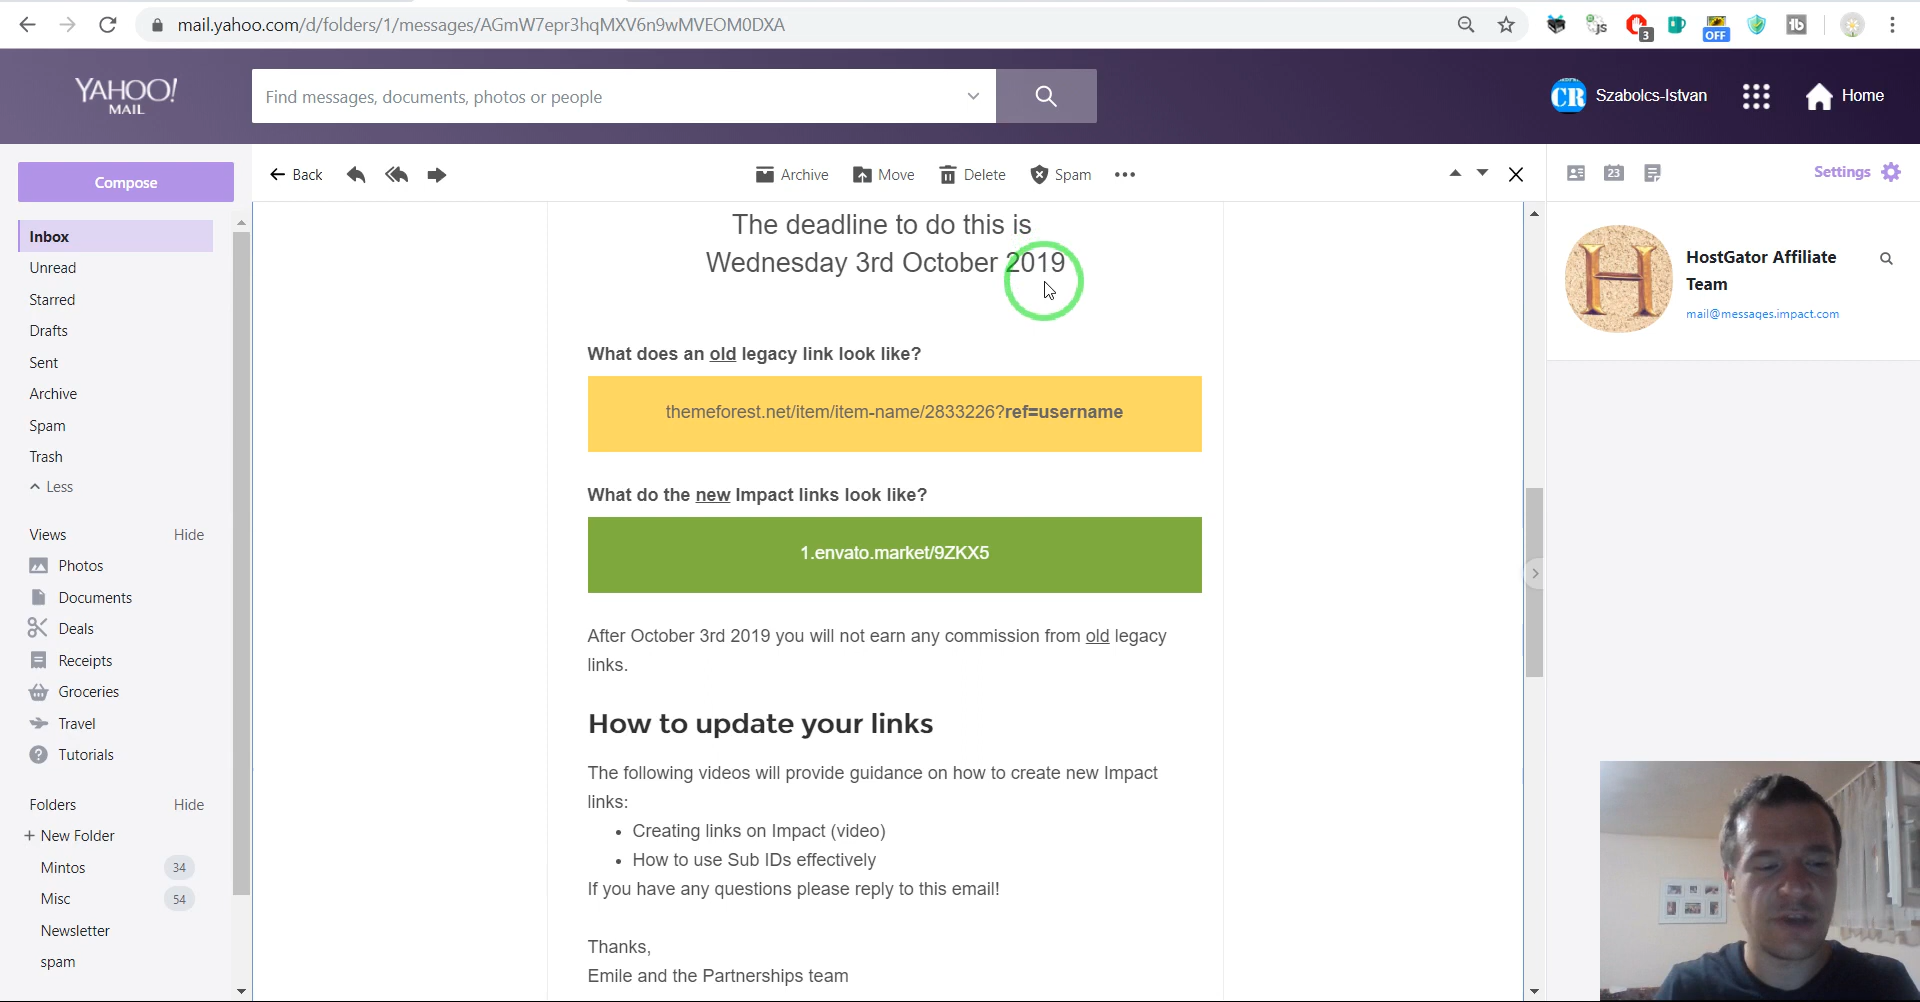 mail.yahoo.com/d/folders/1/messages/AGmW7epr3hqMXV6n9wMVEOM0DXA
JS
3
OFF
YAHOO!
MAIL
Find messages, documents, photos or people
CR
Szabolcs-Istvan
Home
Compose
Back
Archive
Move
Delete
Spam
23
Settings
Inbox
Unread
Starred
Drafts
Sent
Archive
Spam
Trash
Less
Views
Hide
Photos
Documents
Deals
Receipts
Groceries
Travel
Tutorials
Folders
Hide
+ New Folder
Mintos
34
Misc
54
Newsletter
spam
The deadline to do this is
Wednesday 3rd October 2019
What does an old legacy link look like?
themeforest.net/item/item-name/2833226?ref=username
What do the new Impact links look like?
1.envato.market/9ZKX5
After October 3rd 2019 you will not earn any commission from old legacy
links.
How to update your links
The following videos will provide guidance on how to create new Impact
links:
• Creating links on Impact (video)
• How to use Sub IDs effectively
If you have any questions please reply to this email!
Thanks,
Emile and the Partnerships team
H
HostGator Affiliate
Team
mail@messages.impact.com